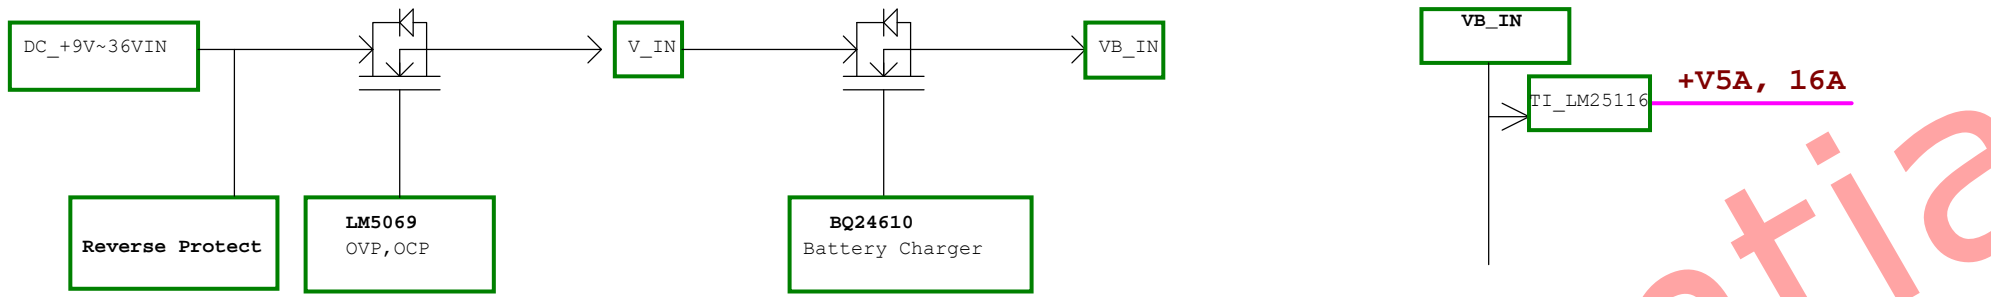 DC_+9V~36VIN
V_IN
VB_IN
VB_IN
TI_LM25116
+V5A, 16A
Reverse Protect
LM5069
OVP,OCP
BQ24610
Battery Charger